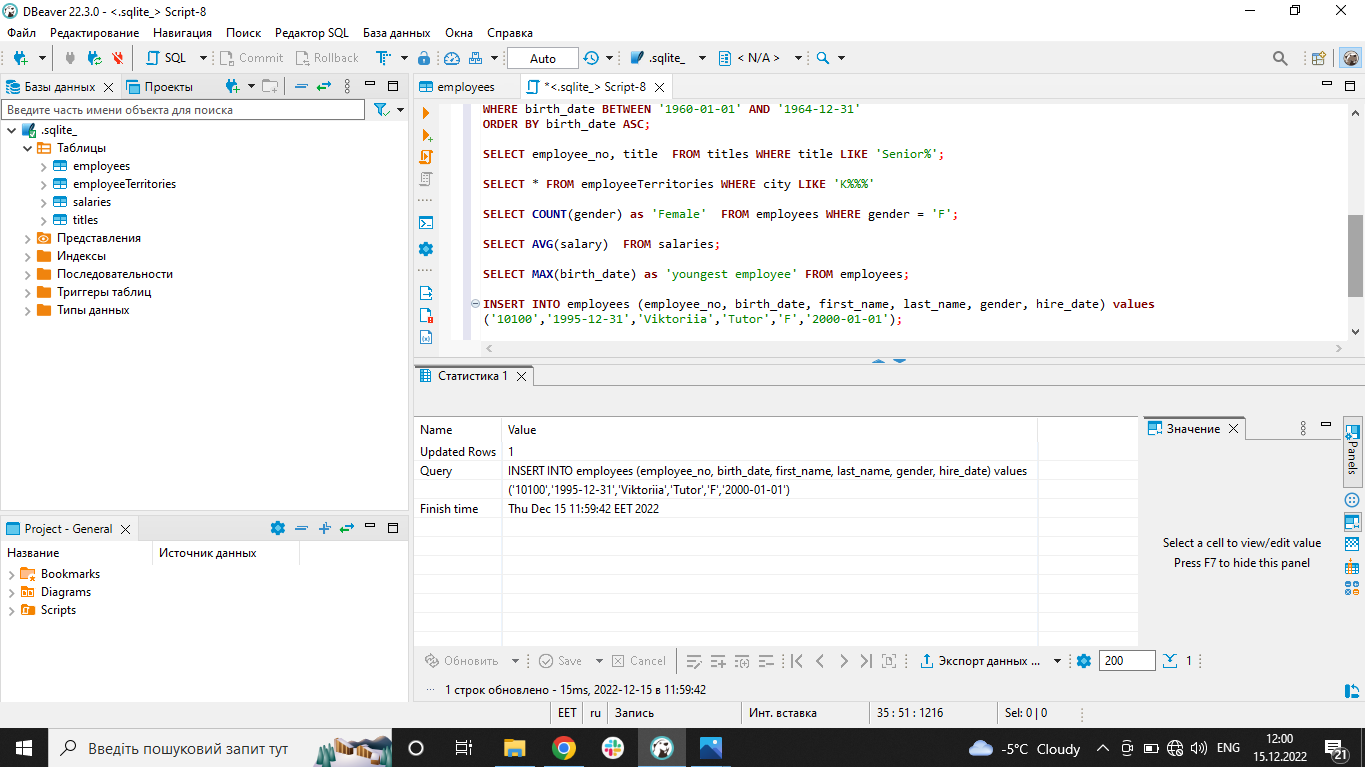 DBeaver 22.3.0 - <.sqlite_> Script-8
Файл Редактирование Навигация Поиск Редактор SQL База данных Окна Справка
SQL Commit Rollback Auto .sqlite_ < N/A >
Базы данных Проекты
Введите часть имени объекта для поиска
.sqlite_
Таблицы
employees
employeeTerritories
salaries
titles
Представления
Индексы
Последовательности
Триггеры таблиц
Типы данных
Project - General
Название Источник данных
Bookmarks
Diagrams
Scripts
employees *<.sqlite_> Script-8
WHERE birth_date BETWEEN '1960-01-01' AND '1964-12-31'
ORDER BY birth_date ASC;
SELECT employee_no, title  FROM titles WHERE title LIKE 'Senior%';
SELECT * FROM employeeTerritories WHERE city LIKE 'K%%%'
SELECT COUNT(gender) as 'Female'  FROM employees WHERE gender = 'F';
SELECT AVG(salary)  FROM salaries;
SELECT MAX(birth_date) as 'youngest employee' FROM employees;
INSERT INTO employees (employee_no, birth_date, first_name, last_name, gender, hire_date) values
('10100','1995-12-31','Viktoriia','Tutor','F','2000-01-01');
Статистика 1
Name Value
Updated Rows 1
Query INSERT INTO employees (employee_no, birth_date, first_name, last_name, gender, hire_date) values
('10100','1995-12-31','Viktoriia','Tutor','F','2000-01-01')
Finish time Thu Dec 15 11:59:42 EET 2022
Значение
Select a cell to view/edit value
Press F7 to hide this panel
Panels
Обновить Save Cancel Экспорт данных ... 200 1
1 строк обновлено - 15ms, 2022-12-15 в 11:59:42
EET ru Запись Инт. вставка 35 : 51 : 1216 Sel: 0 | 0
Введіть пошуковий запит тут
-5°C Cloudy ENG 12:00
15.12.2022
21